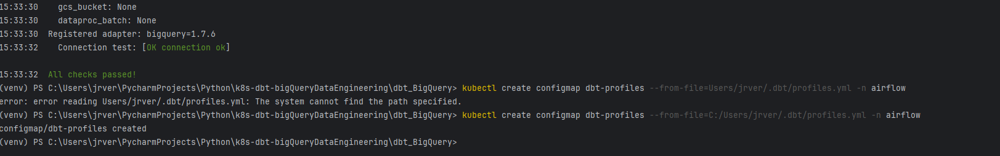 15:33:30    gcs_bucket: None
15:33:30    dataproc_batch: None
15:33:30  Registered adapter: bigquery=1.7.6
15:33:32    Connection test: [OK connection ok]
15:33:32  All checks passed!
(venv) PS C:\Users\jrver\PycharmProjects\Python\k8s-dbt-bigQueryDataEngineering\dbt_BigQuery> kubectl create configmap dbt-profiles --from-file=Users/jrver/.dbt/profiles.yml -n airflow
error: error reading Users/jrver/.dbt/profiles.yml: The system cannot find the path specified.
(venv) PS C:\Users\jrver\PycharmProjects\Python\k8s-dbt-bigQueryDataEngineering\dbt_BigQuery> kubectl create configmap dbt-profiles --from-file=C:/Users/jrver/.dbt/profiles.yml -n airflow
configmap/dbt-profiles created
(venv) PS C:\Users\jrver\PycharmProjects\Python\k8s-dbt-bigQueryDataEngineering\dbt_BigQuery>